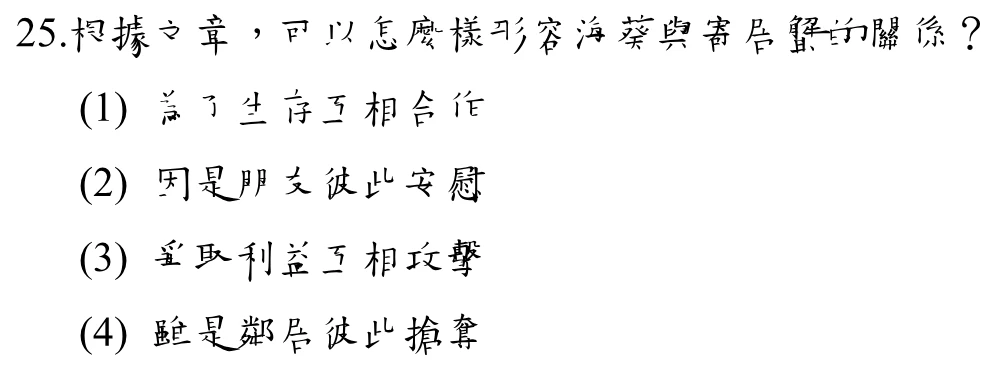 25.根據文章，可以怎麼樣形容海葵與寄居蟹的關係？
(1) 為了生存互相合作
(2) 因是朋友彼此安慰
(3) 爭取利益互相攻擊
(4) 雖是鄰居彼此搶奪